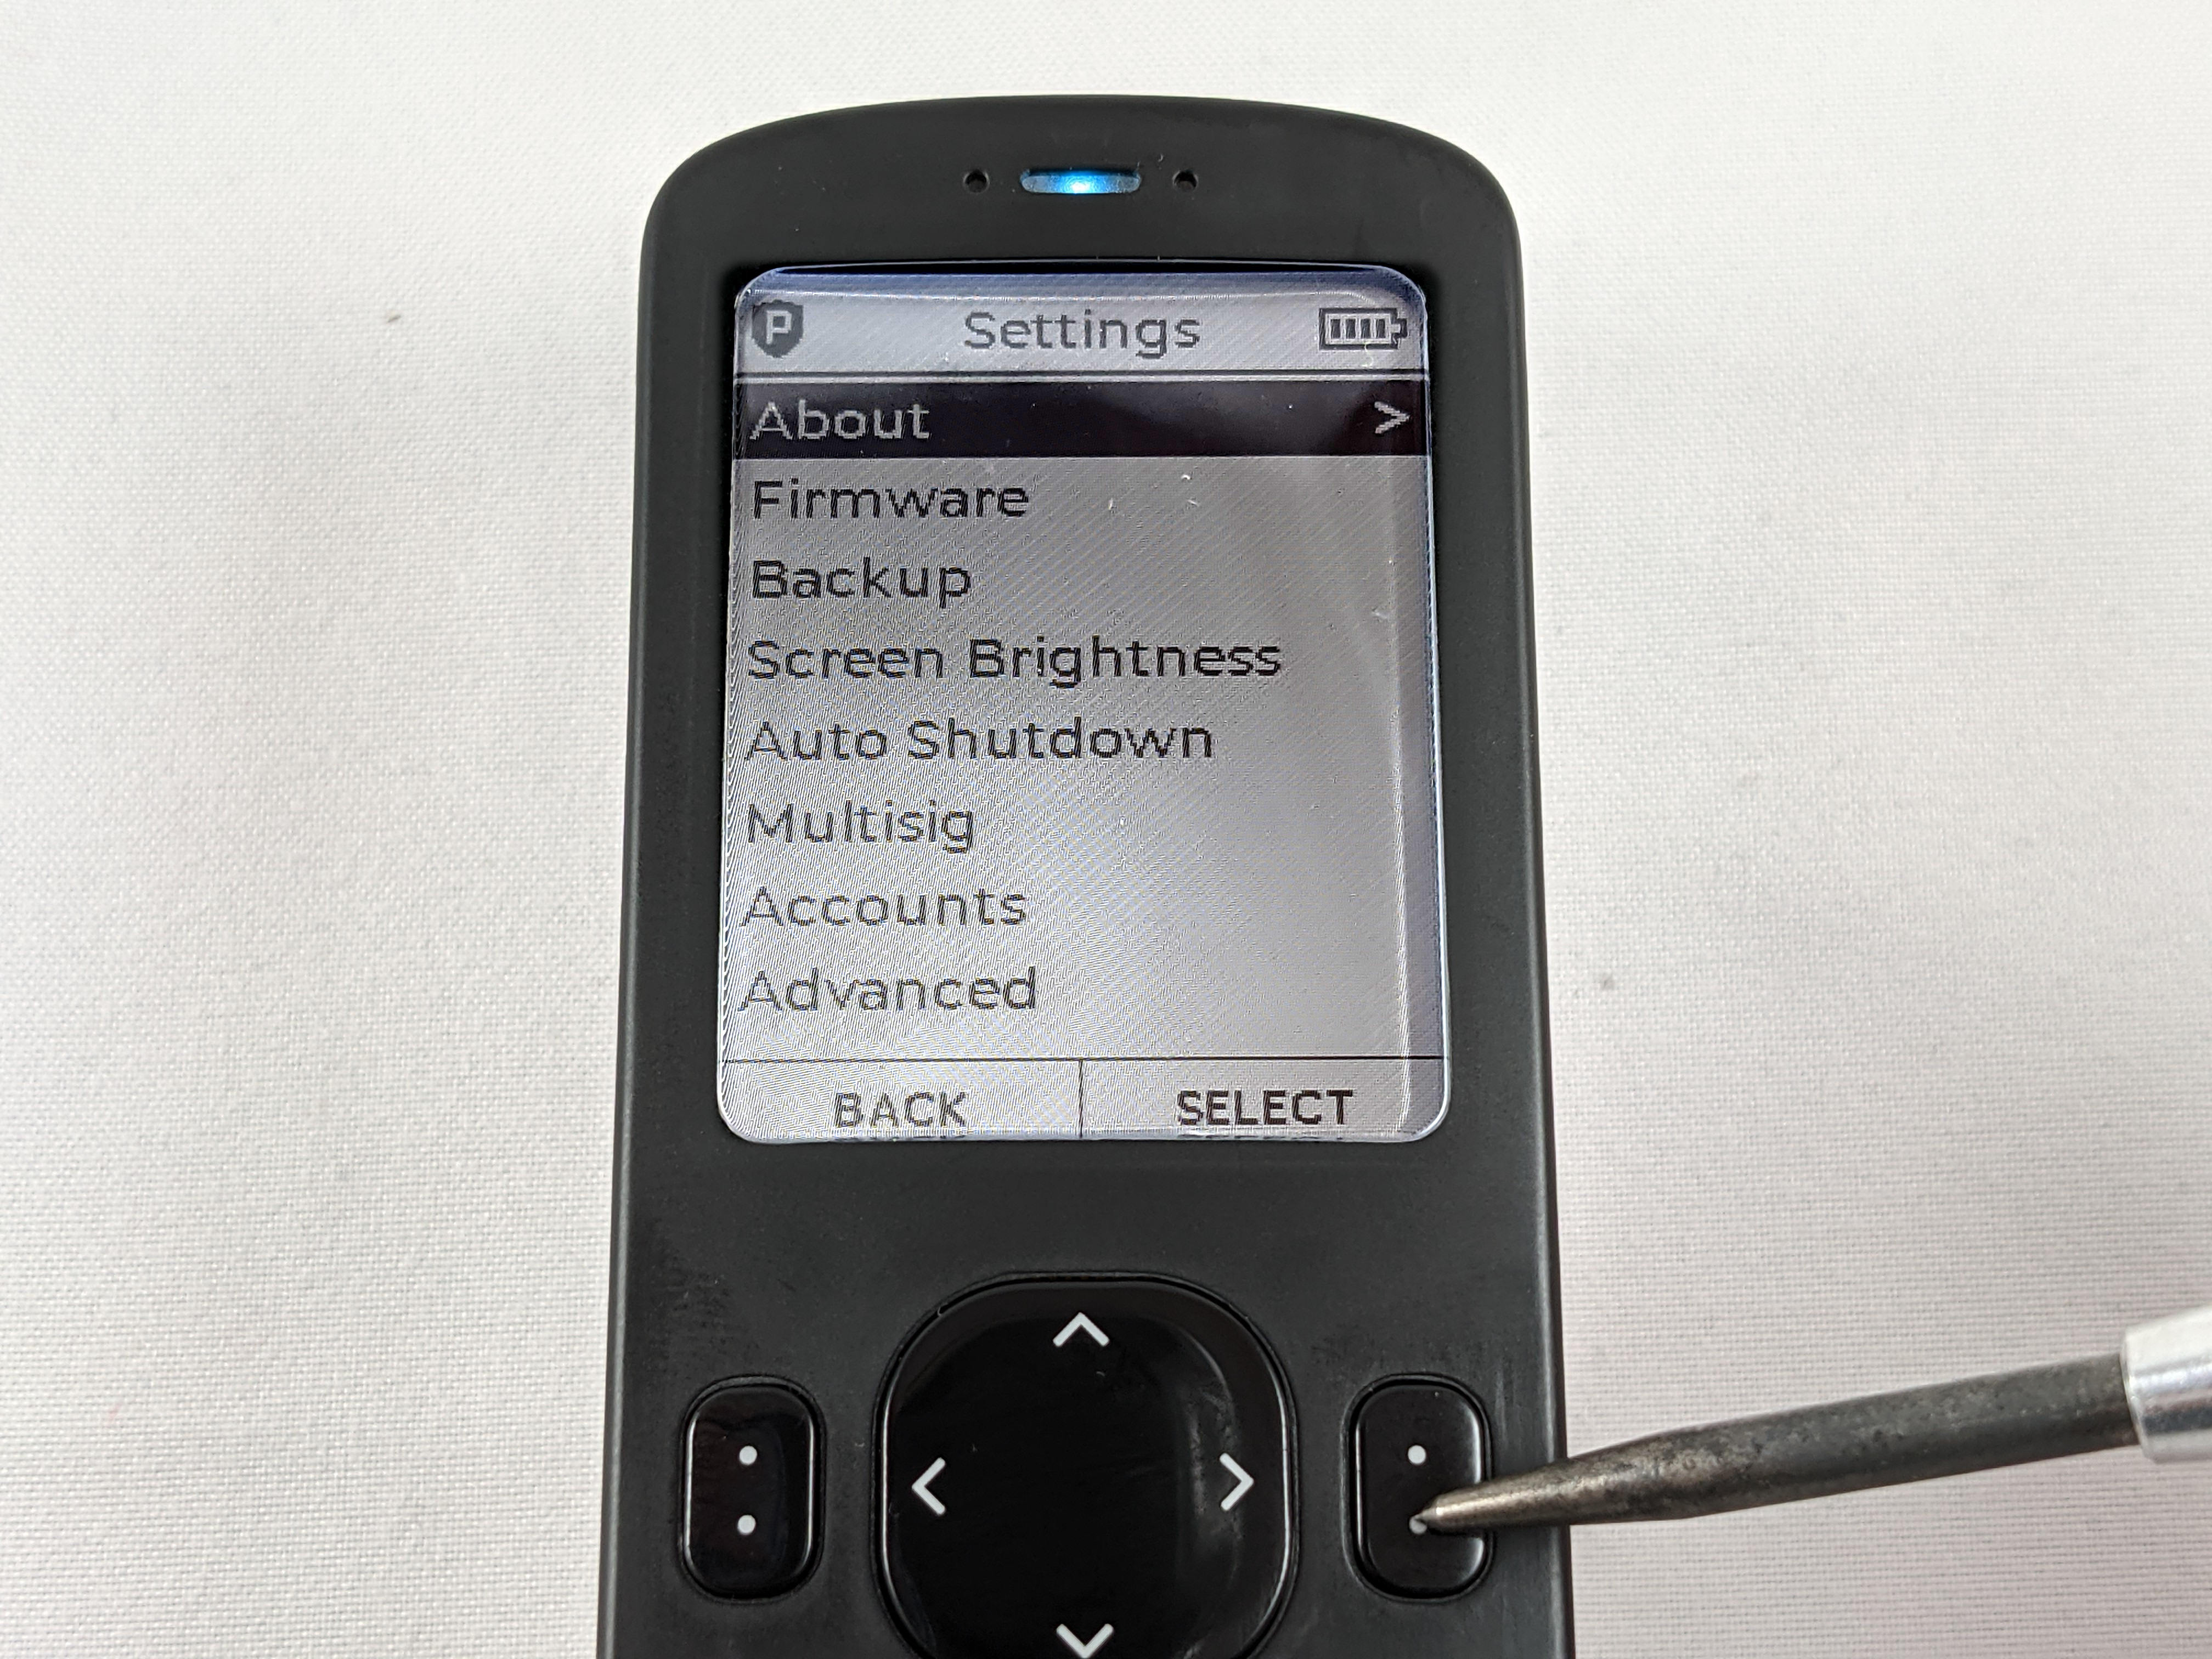 P Settings
About >
Firmware
Backup
Screen Brightness
Auto Shutdown
Multisig
Accounts
Advanced
BACK SELECT